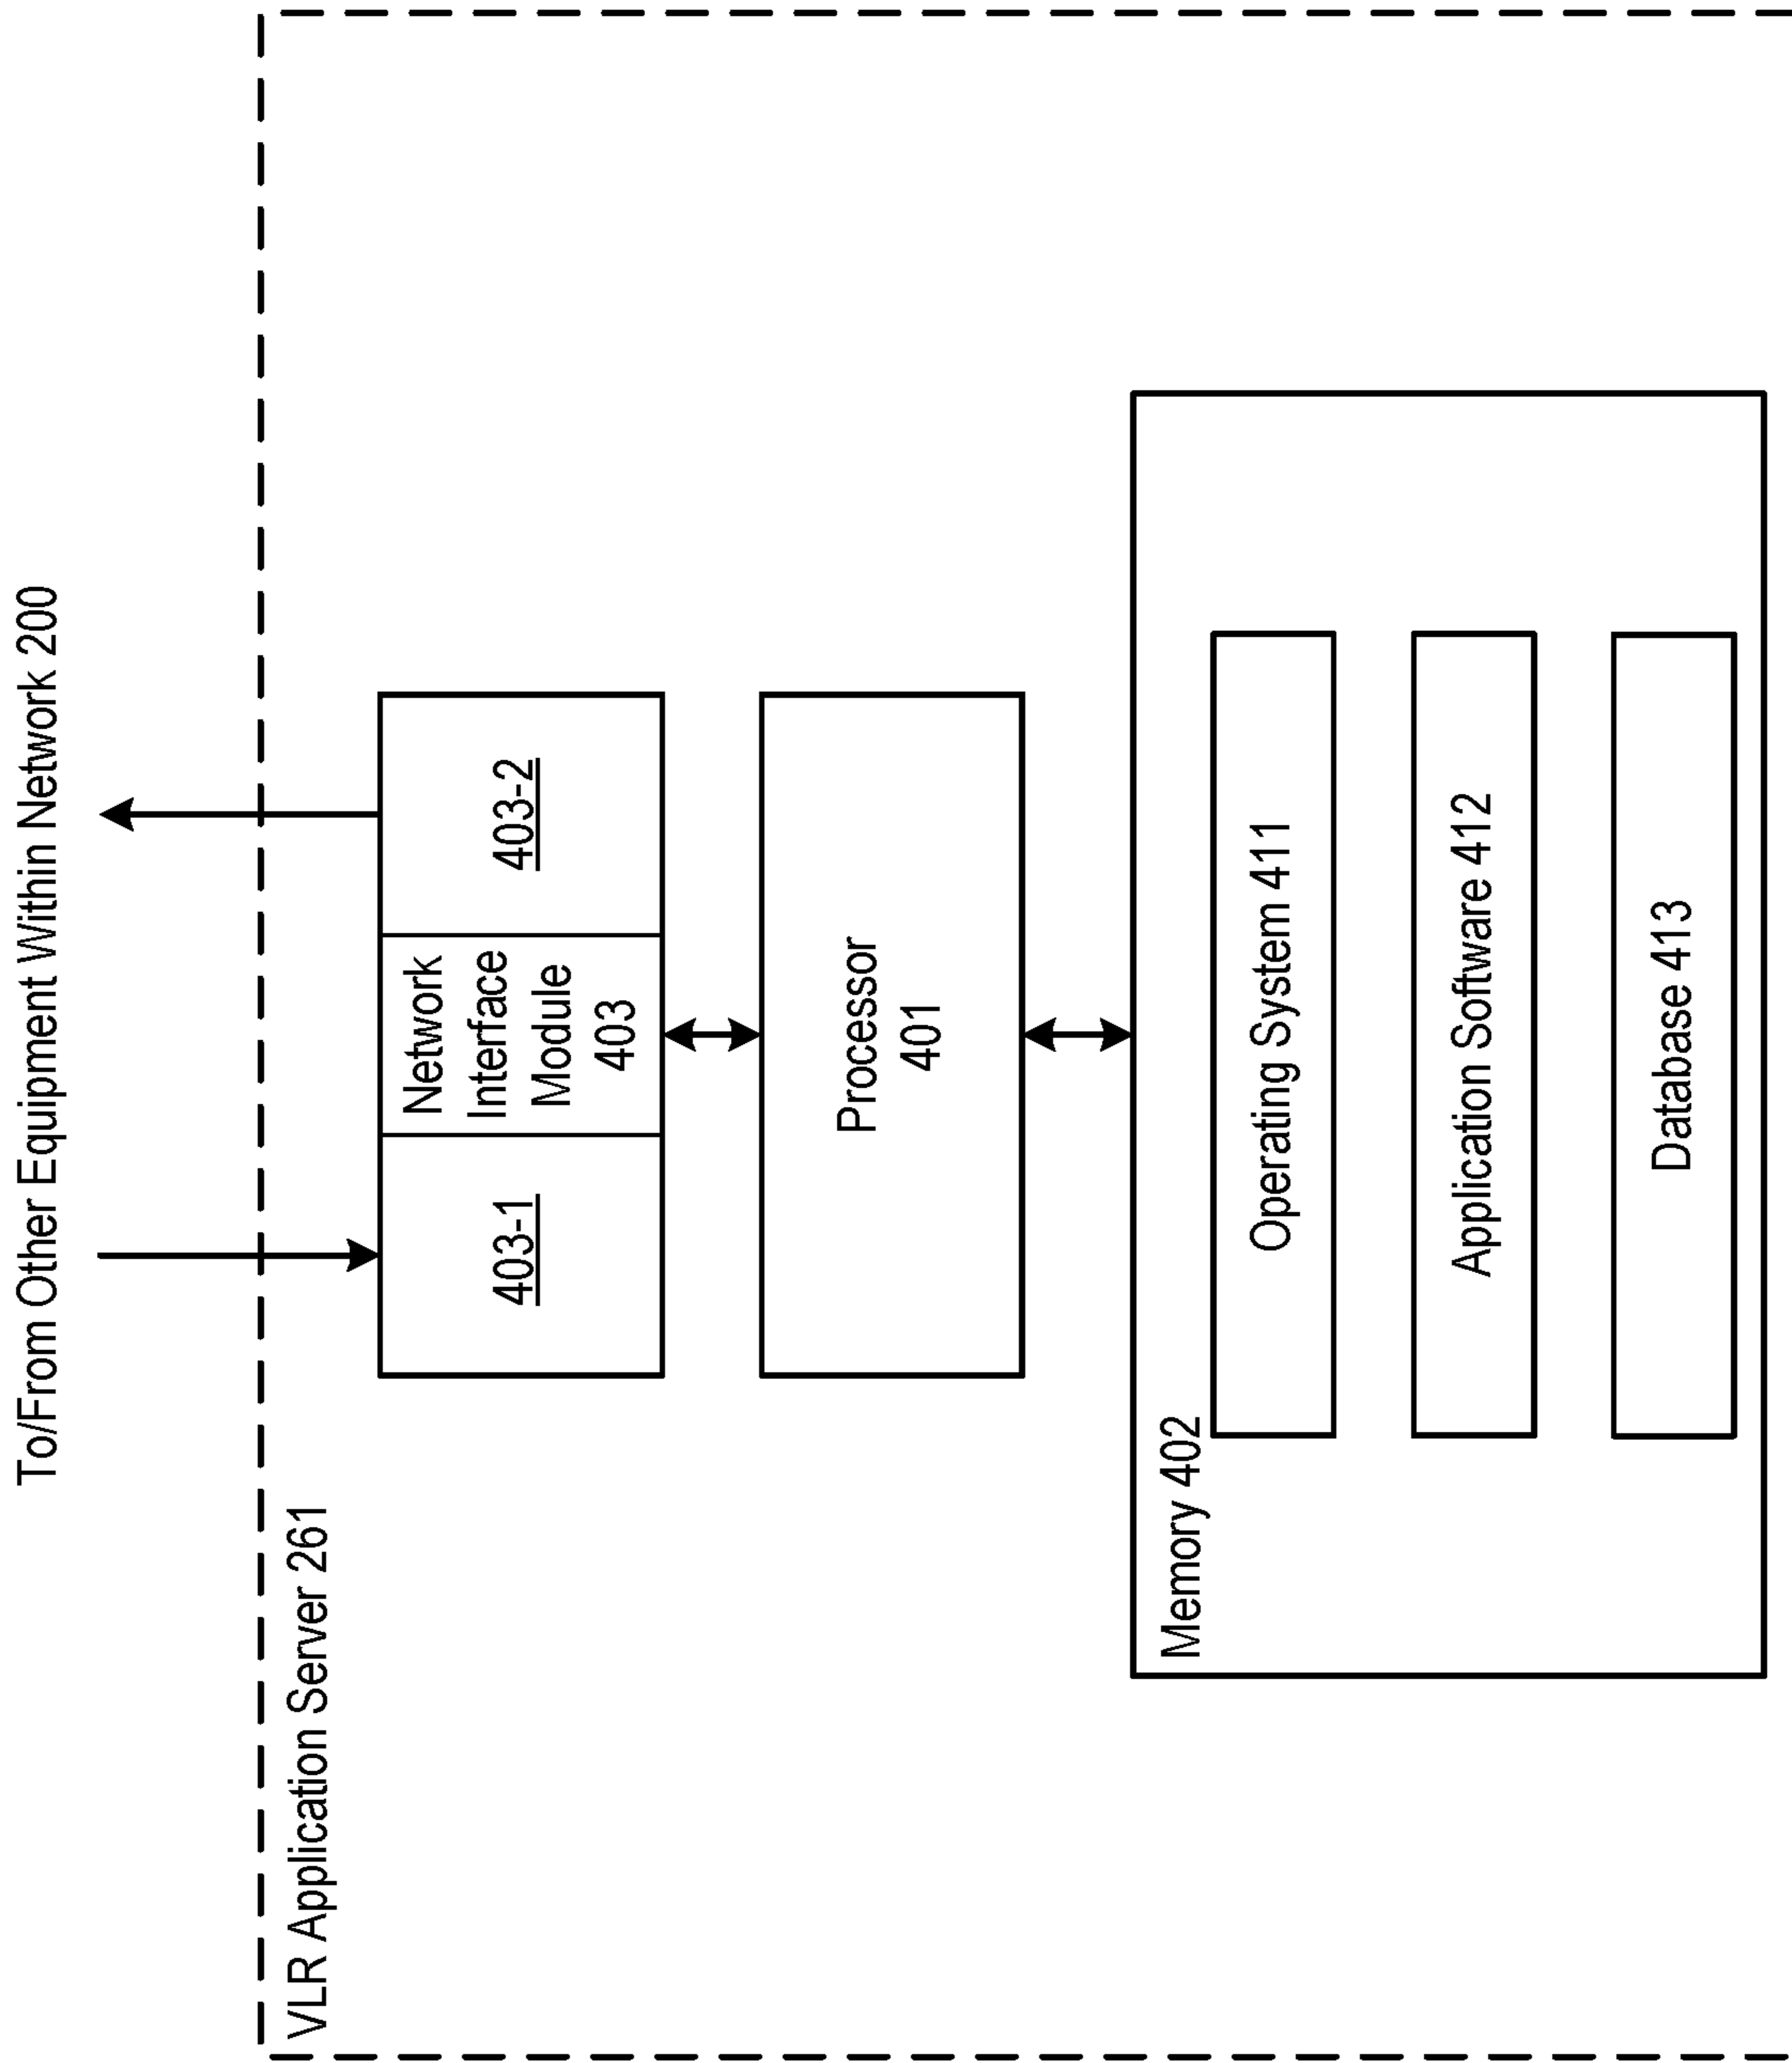 To/From Other Equipment Within Network 200
VLR Application Server 261
403-1
Network
Interface
Module
403
403-2
Processor
401
Memory 402
Operating System 411
Application Software 412
Database 413